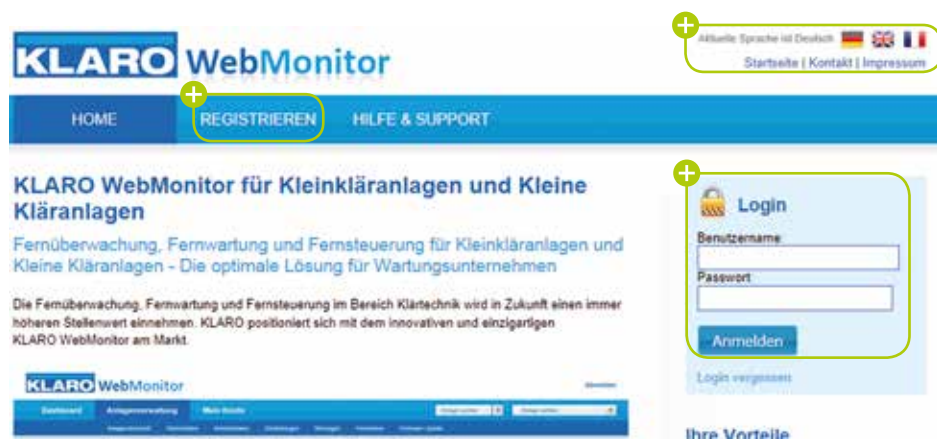 KLARO WebMonitor
Aktuelle Sprache ist Deutsch
Startseite | Kontakt | Impressum
HOME REGISTRIEREN HILFE & SUPPORT
KLARO WebMonitor für Kleinkläranlagen und Kleine
Kläranlagen
Fernüberwachung, Fernwartung und Fernsteuerung für Kleinkläranlagen und
Kleine Kläranlagen - Die optimale Lösung für Wartungsunternehmen
Die Fernüberwachung, Fernwartung und Fernsteuerung im Bereich Klärtechnik wird in Zukunft einen immer
höheren Stellenwert einnehmen. KLARO positioniert sich mit dem innovativen und einzigartigen
KLARO WebMonitor am Markt.
Login
Benutzername
Passwort
Anmelden
Login vergessen
KLARO WebMonitor
Dashboard Anlagenverwaltung Mein Konto
Ihre Vorteile